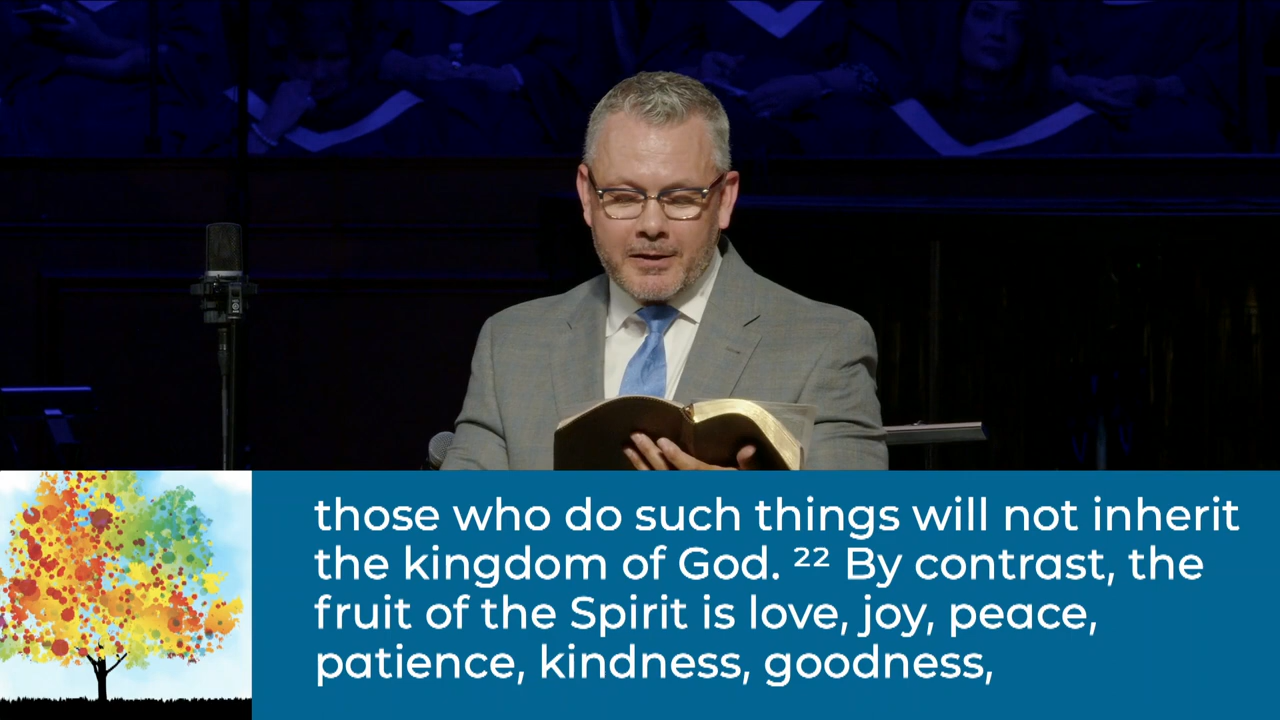 those who do such things will not inherit
the kingdom of God. ²² By contrast, the
fruit of the Spirit is love, joy, peace,
patience, kindness, goodness,